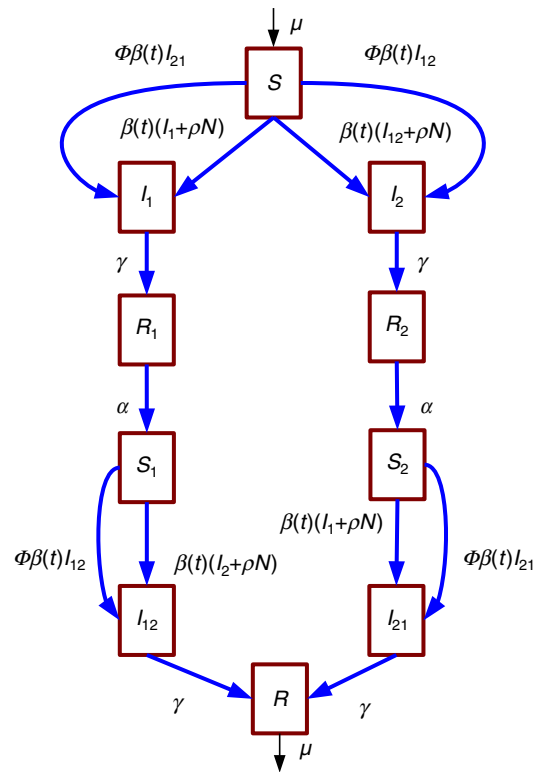 μ
Φβ(t)I₂₁
S
Φβ(t)I₁₂
β(t)(I₁+ρN)
β(t)(I₁₂+ρN)
I₁
I₂
γ
γ
R₁
R₂
α
α
S₁
S₂
β(t)(I₁+ρN)
Φβ(t)I₁₂
β(t)(I₂+ρN)
Φβ(t)I₂₁
I₁₂
I₂₁
γ
R
γ
μ